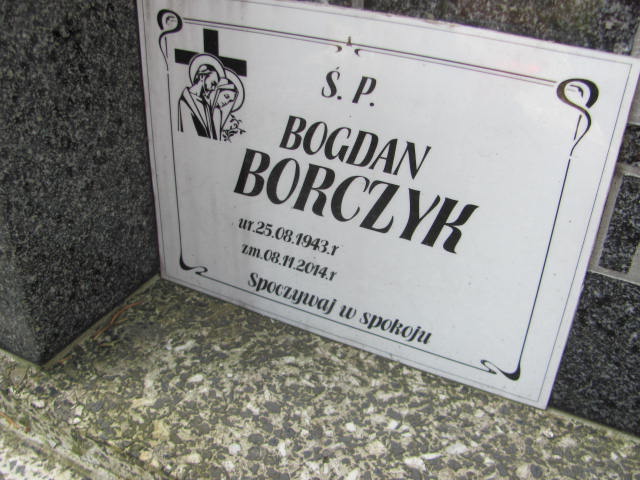 Ś. P.
BOGDAN
BORCZYK
ur.25.08.1943.r
zm.08.11.2014.r
Spoczywaj w spokoju